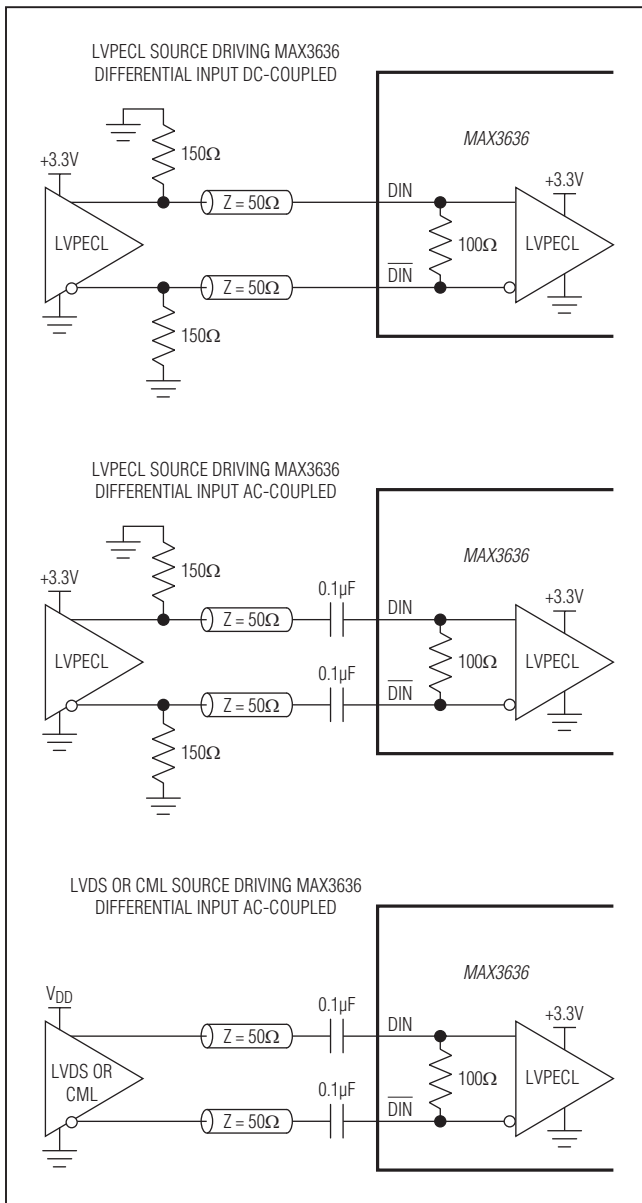 LVPECL SOURCE DRIVING MAX3636
DIFFERENTIAL INPUT DC-COUPLED
MAX3636
150Ω
+3.3V
+3.3V
Z = 50Ω
DIN
LVPECL
100Ω
LVPECL
Z = 50Ω
D̅I̅N̅
150Ω
LVPECL SOURCE DRIVING MAX3636
DIFFERENTIAL INPUT AC-COUPLED
MAX3636
150Ω
+3.3V
0.1µF
+3.3V
Z = 50Ω
DIN
LVPECL
0.1µF
100Ω
LVPECL
Z = 50Ω
D̅I̅N̅
150Ω
LVDS OR CML SOURCE DRIVING MAX3636
DIFFERENTIAL INPUT AC-COUPLED
MAX3636
VDD
0.1µF
+3.3V
Z = 50Ω
DIN
LVDS OR
CML
0.1µF
100Ω
LVPECL
Z = 50Ω
D̅I̅N̅